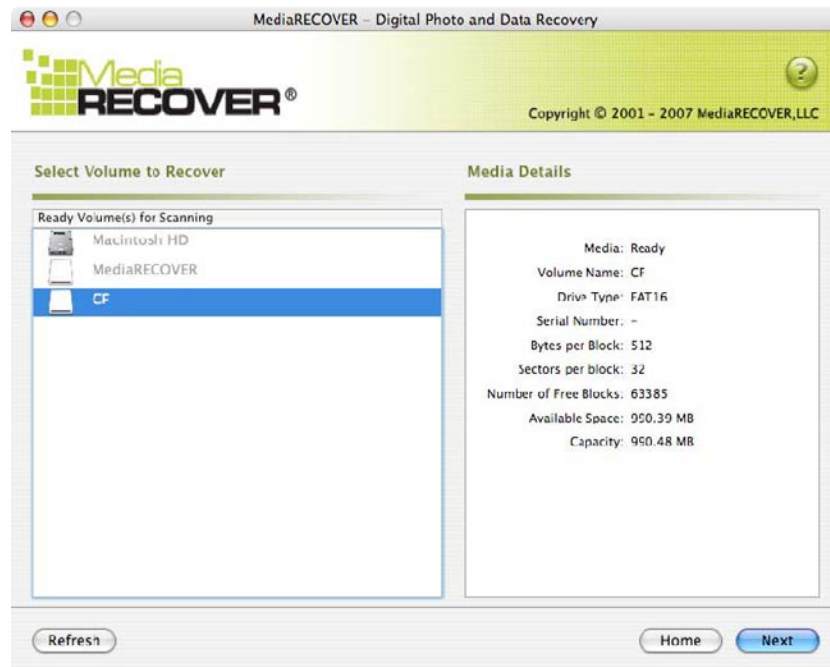 MediaRECOVER – Digital Photo and Data Recovery
Media
RECOVER®
?
Copyright © 2001 – 2007 MediaRECOVER,LLC
Select Volume to Recover
Media Details
Ready Volume(s) for Scanning
Macintosh HD
MediaRECOVER
CF
Media: Ready
Volume Name: CF
Drive Type: FAT16
Serial Number: –
Bytes per Block: 512
Sectors per block: 32
Number of Free Blocks: 63385
Available Space: 990.39 MB
Capacity: 990.48 MB
Refresh
Home
Next